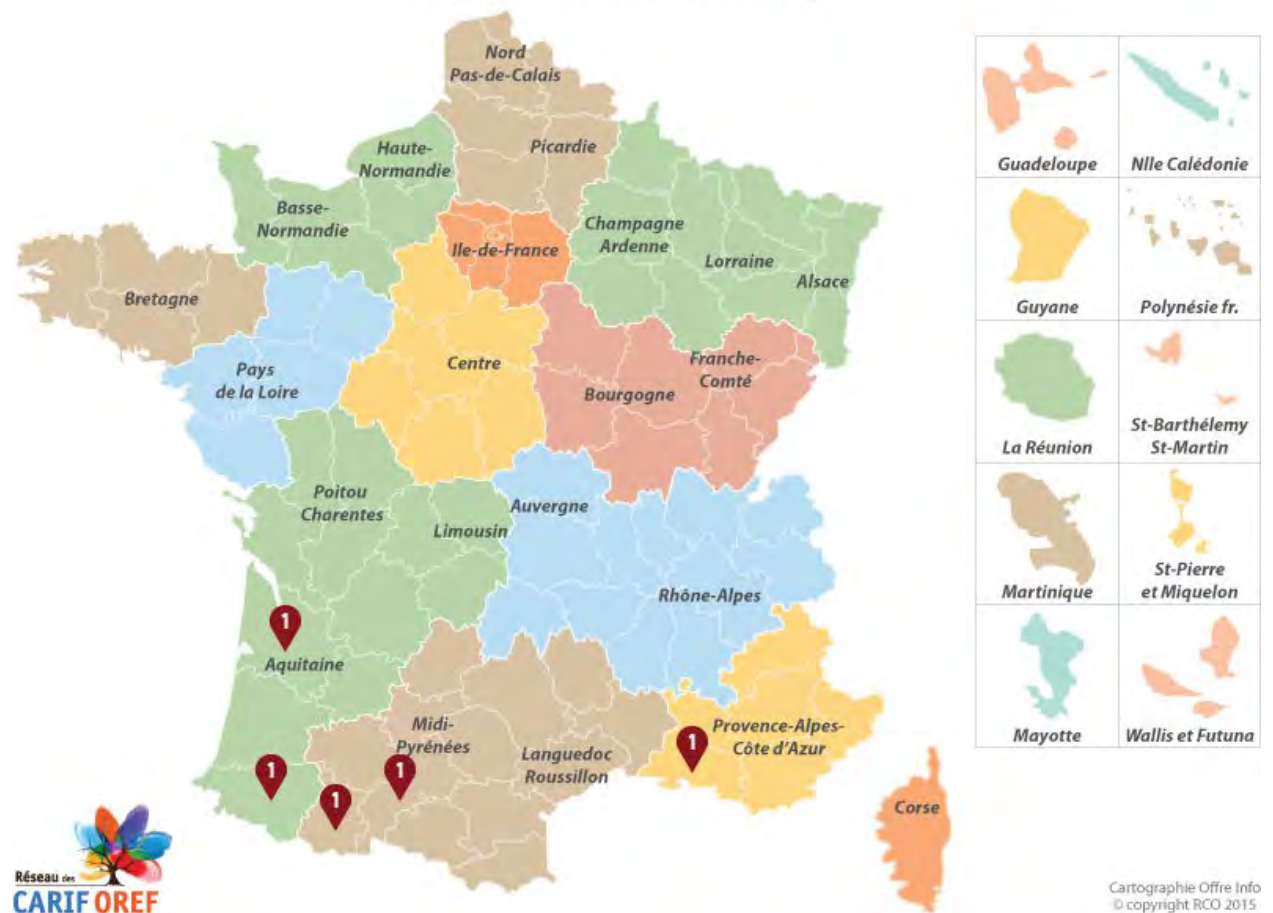 Nord
Pas-de-Calais
Haute-
Normandie
Picardie
Basse-
Normandie
Ile-de-France
Champagne
Ardenne
Lorraine
Alsace
Bretagne
Pays
de la Loire
Centre
Franche-
Comté
Bourgogne
Poitou
Charentes
Limousin
Auvergne
Rhône-Alpes
1
Aquitaine
Midi-
Pyrénées
Languedoc
Roussillon
Provence-Alpes-
Côte d'Azur
1
1
1
1
Corse
Guadeloupe
Nlle Calédonie
Guyane
Polynésie fr.
La Réunion
St-Barthélemy
St-Martin
Martinique
St-Pierre
et Miquelon
Mayotte
Wallis et Futuna
Réseau des
CARIF OREF
Cartographie Offre Info
© copyright RCO 2015